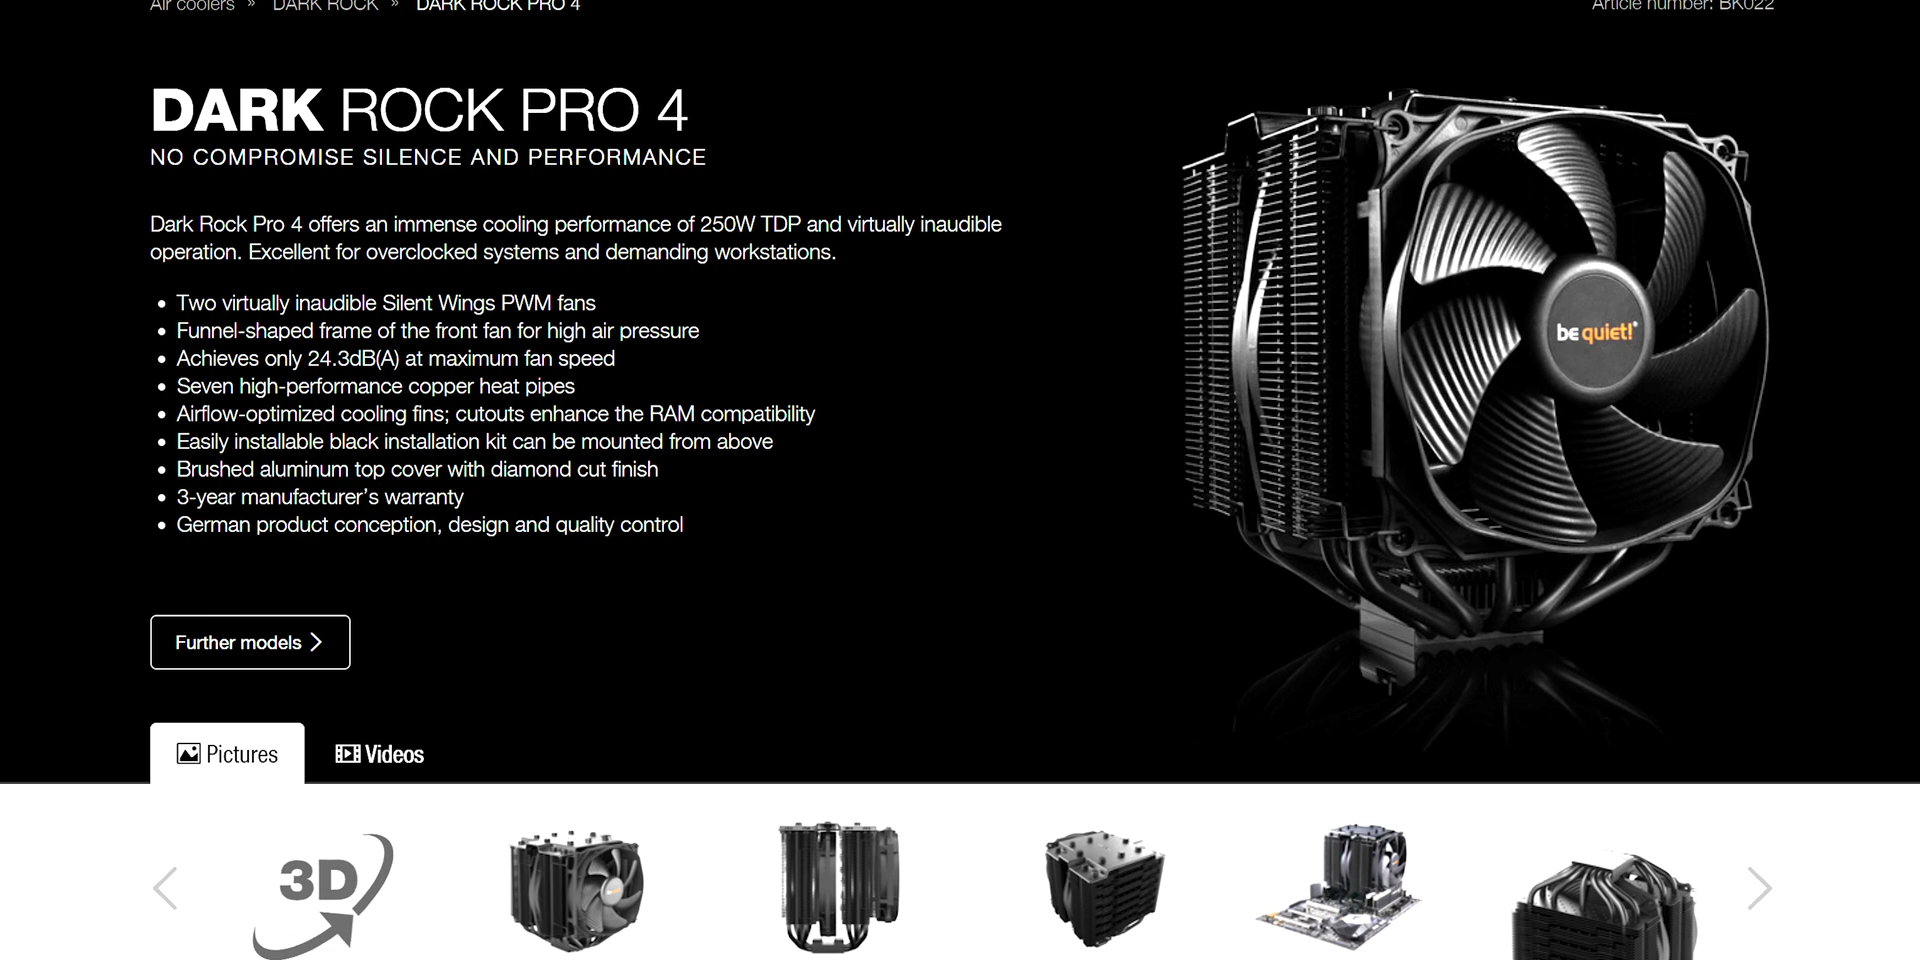 Air coolers » DARK ROCK » DARK ROCK PRO 4
Article number: BK022
DARK ROCK PRO 4
NO COMPROMISE SILENCE AND PERFORMANCE
Dark Rock Pro 4 offers an immense cooling performance of 250W TDP and virtually inaudible
operation. Excellent for overclocked systems and demanding workstations.
• Two virtually inaudible Silent Wings PWM fans
• Funnel-shaped frame of the front fan for high air pressure
• Achieves only 24.3dB(A) at maximum fan speed
• Seven high-performance copper heat pipes
• Airflow-optimized cooling fins; cutouts enhance the RAM compatibility
• Easily installable black installation kit can be mounted from above
• Brushed aluminum top cover with diamond cut finish
• 3-year manufacturer’s warranty
• German product conception, design and quality control
be quiet!®
Further models
Pictures
Videos
3D